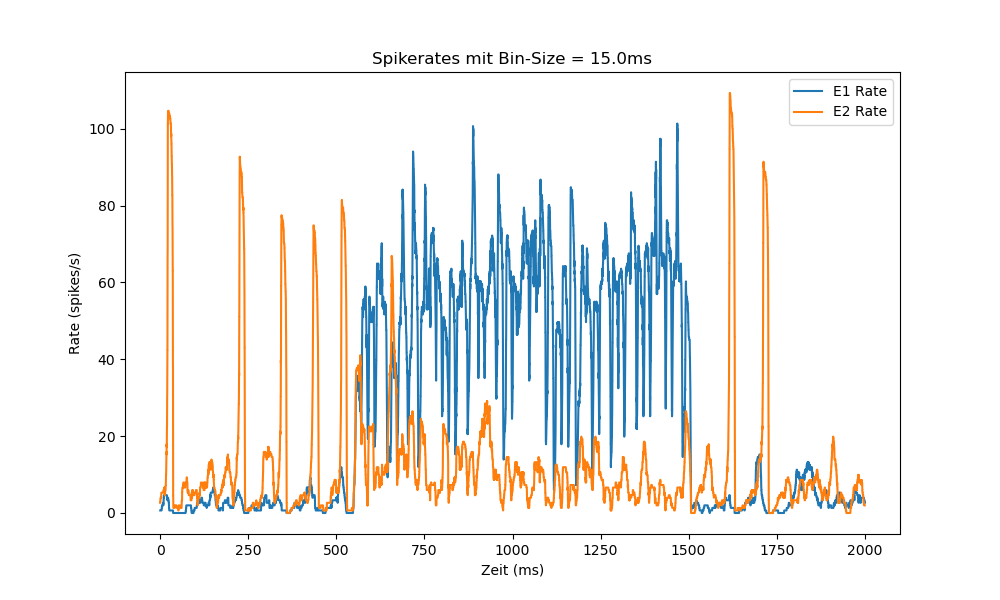 Spikerates mit Bin-Size = 15.0ms
E1 Rate
E2 Rate
Rate (spikes/s)
100
80
60
40
20
0
0 250 500 750 1000 1250 1500 1750 2000
Zeit (ms)